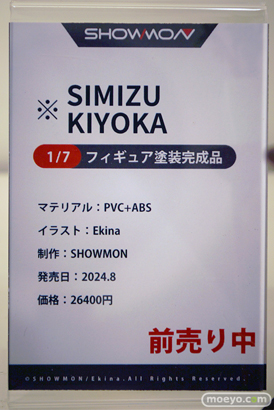 SHOWMON
※ SIMIZU
KIYOKA
1/7 フィギュア塗装完成品
マテリアル：PVC+ABS
イラスト：Ekina
制作：SHOWMON
発売日：2024.8
価格：26400円
前売り中
©SHOWMON/Ekina.All Rights Reserved.
moeyo.com